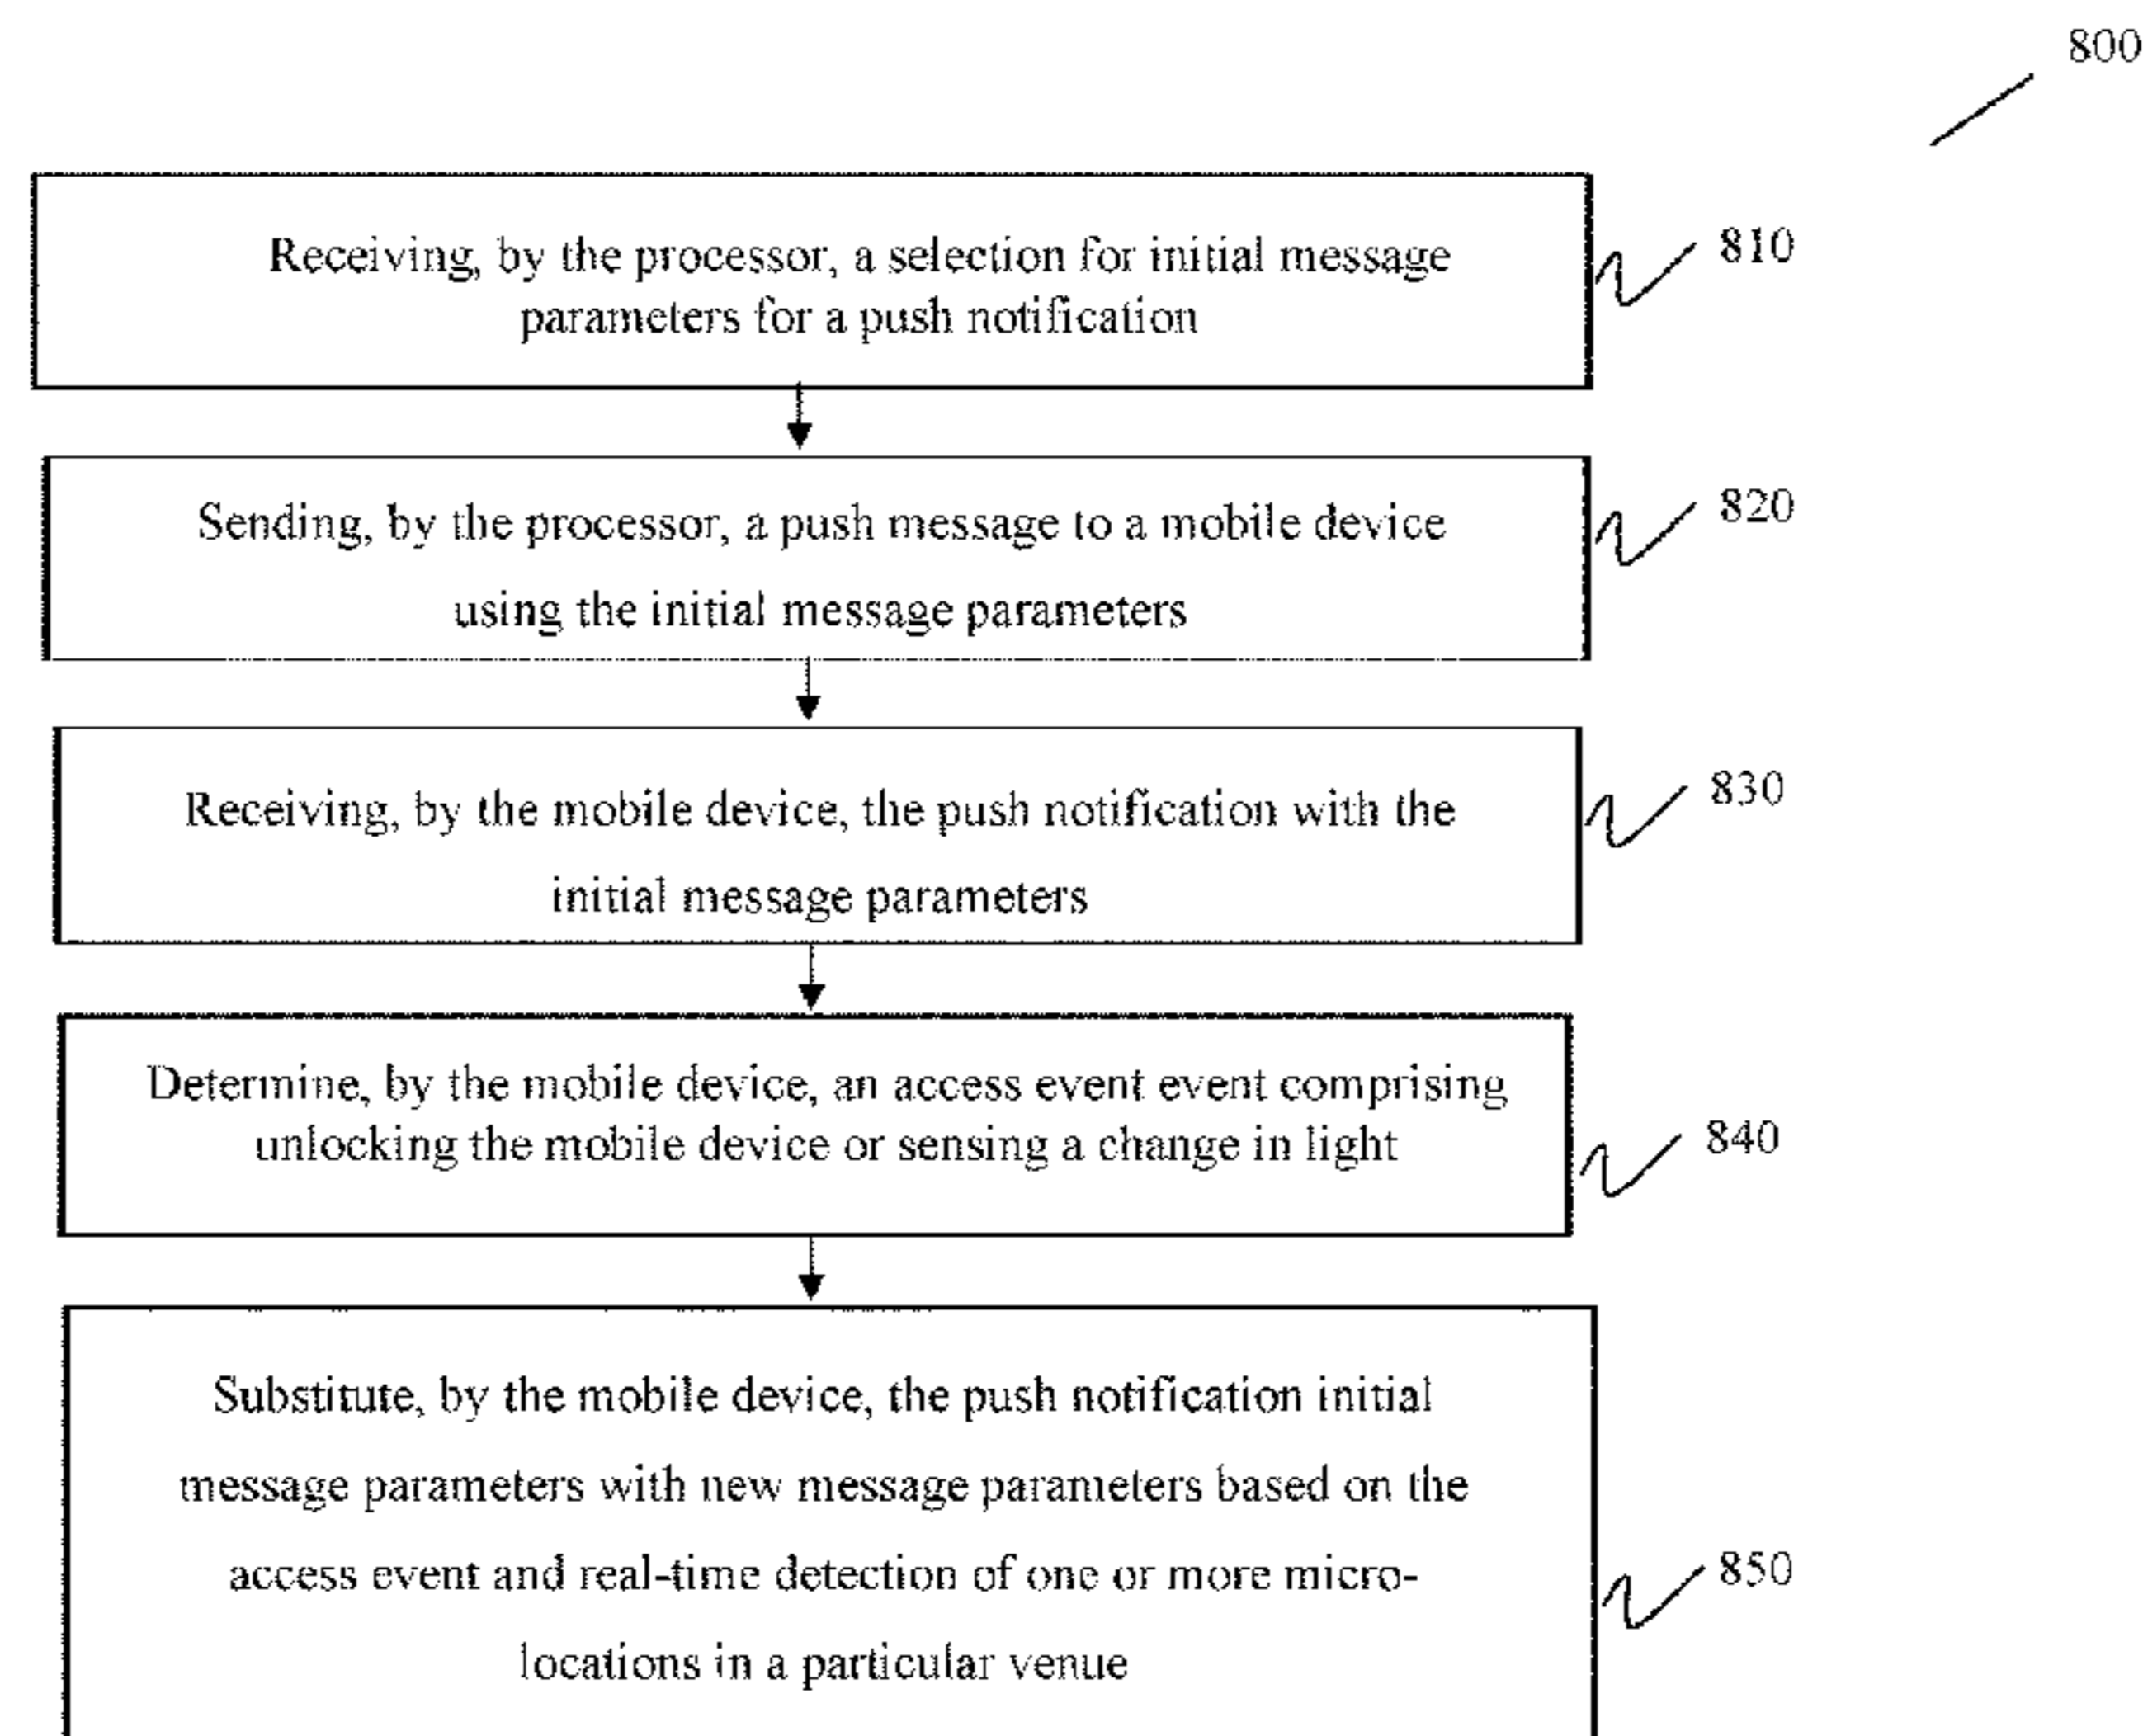 800
Receiving, by the processor, a selection for initial message
parameters for a push notification
810
Sending, by the processor, a push message to a mobile device
using the initial message parameters
820
Receiving, by the mobile device, the push notification with the
initial message parameters
830
Determine, by the mobile device, an access event event comprising
unlocking the mobile device or sensing a change in light
840
Substitute, by the mobile device, the push notification initial
message parameters with new message parameters based on the
access event and real-time detection of one or more micro-
locations in a particular venue
850